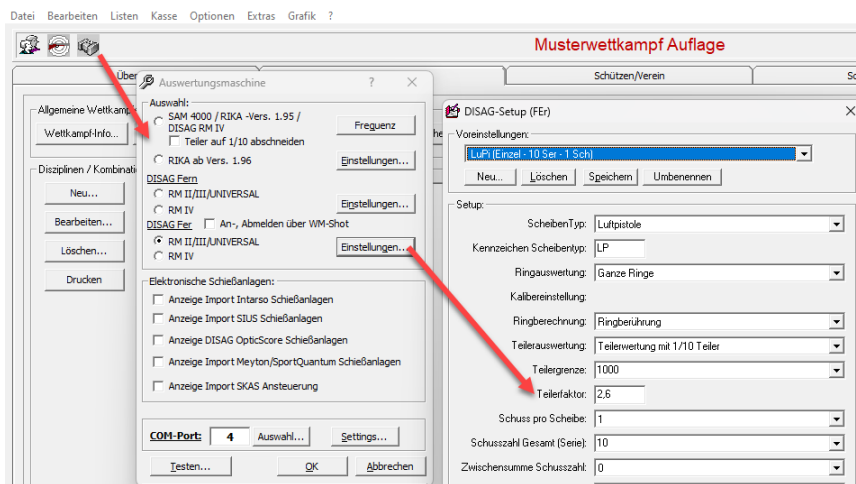 Datei Bearbeiten Listen Kasse Optionen Extras Grafik ?
Musterwettkampf Auflage
Schützen/Verein
Allgemeine Wettkamp
Wettkampf-Info...
Disziplinen / Kombinati
Neu...
Bearbeiten...
Löschen...
Drucken
Auswertungsmaschine ? ×
Auswahl:
SAM 4000 / RIKA -Vers. 1.95 /
DISAG RM IV
Frequenz
Teiler auf 1/10 abschneiden
RIKA ab Vers. 1.96
Einstellungen...
DISAG Fern
RM II/III/UNIVERSAL
RM IV
Einstellungen...
DISAG Fer An-, Abmelden über WM-Shot
RM II/III/UNIVERSAL
RM IV
Einstellungen...
Elektronische Schießanlagen:
Anzeige Import Intarso Schießanlagen
Anzeige Import SIUS Schießanlagen
Anzeige DISAG OpticScore Schießanlagen
Anzeige Import Meyton/SportQuantum Schießanlagen
Anzeige Import SKAS Ansteuerung
COM-Port: 4 Auswahl... Settings...
Testen... OK Abbrechen
DISAG-Setup (FEr) ×
Voreinstellungen:
LuPi (Einzel - 10 Ser - 1 Sch)
Neu... Löschen Speichern Umbenennen
Setup:
ScheibenTyp: Luftpistole
Kennzeichen Scheibentyp: LP
Ringauswertung: Ganze Ringe
Kalibereinstellung:
Ringberechnung: Ringberührung
Teilerauswertung: Teilerwertung mit 1/10 Teiler
Teilergrenze: 1000
Teilerfaktor: 2,6
Schuss pro Scheibe: 1
Schusszahl Gesamt (Serie): 10
Zwischensumme Schusszahl: 0